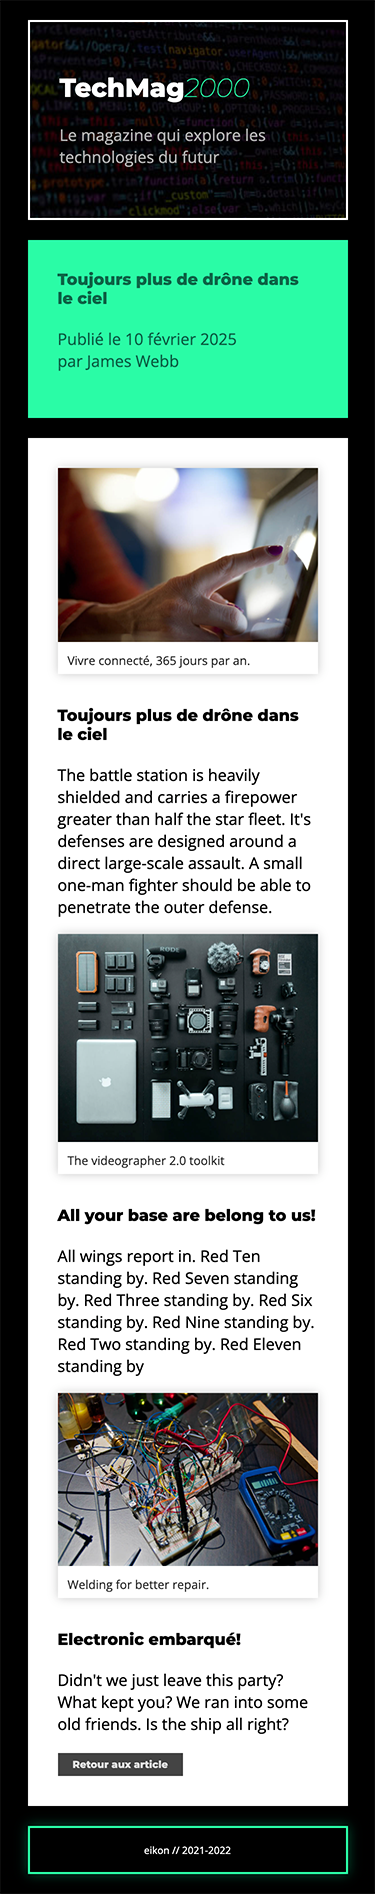 TechMag2000
Le magazine qui explore les
technologies du futur
Toujours plus de drône dans
le ciel
Publié le 10 février 2025
par James Webb
Vivre connecté, 365 jours par an.
Toujours plus de drône dans
le ciel
The battle station is heavily
shielded and carries a firepower
greater than half the star fleet. It's
defenses are designed around a
direct large-scale assault. A small
one-man fighter should be able to
penetrate the outer defense.
RODE
The videographer 2.0 toolkit
All your base are belong to us!
All wings report in. Red Ten
standing by. Red Seven standing
by. Red Three standing by. Red Six
standing by. Red Nine standing by.
Red Two standing by. Red Eleven
standing by
Welding for better repair.
Electronic embarqué!
Didn't we just leave this party?
What kept you? We ran into some
old friends. Is the ship all right?
Retour aux article
eikon // 2021-2022